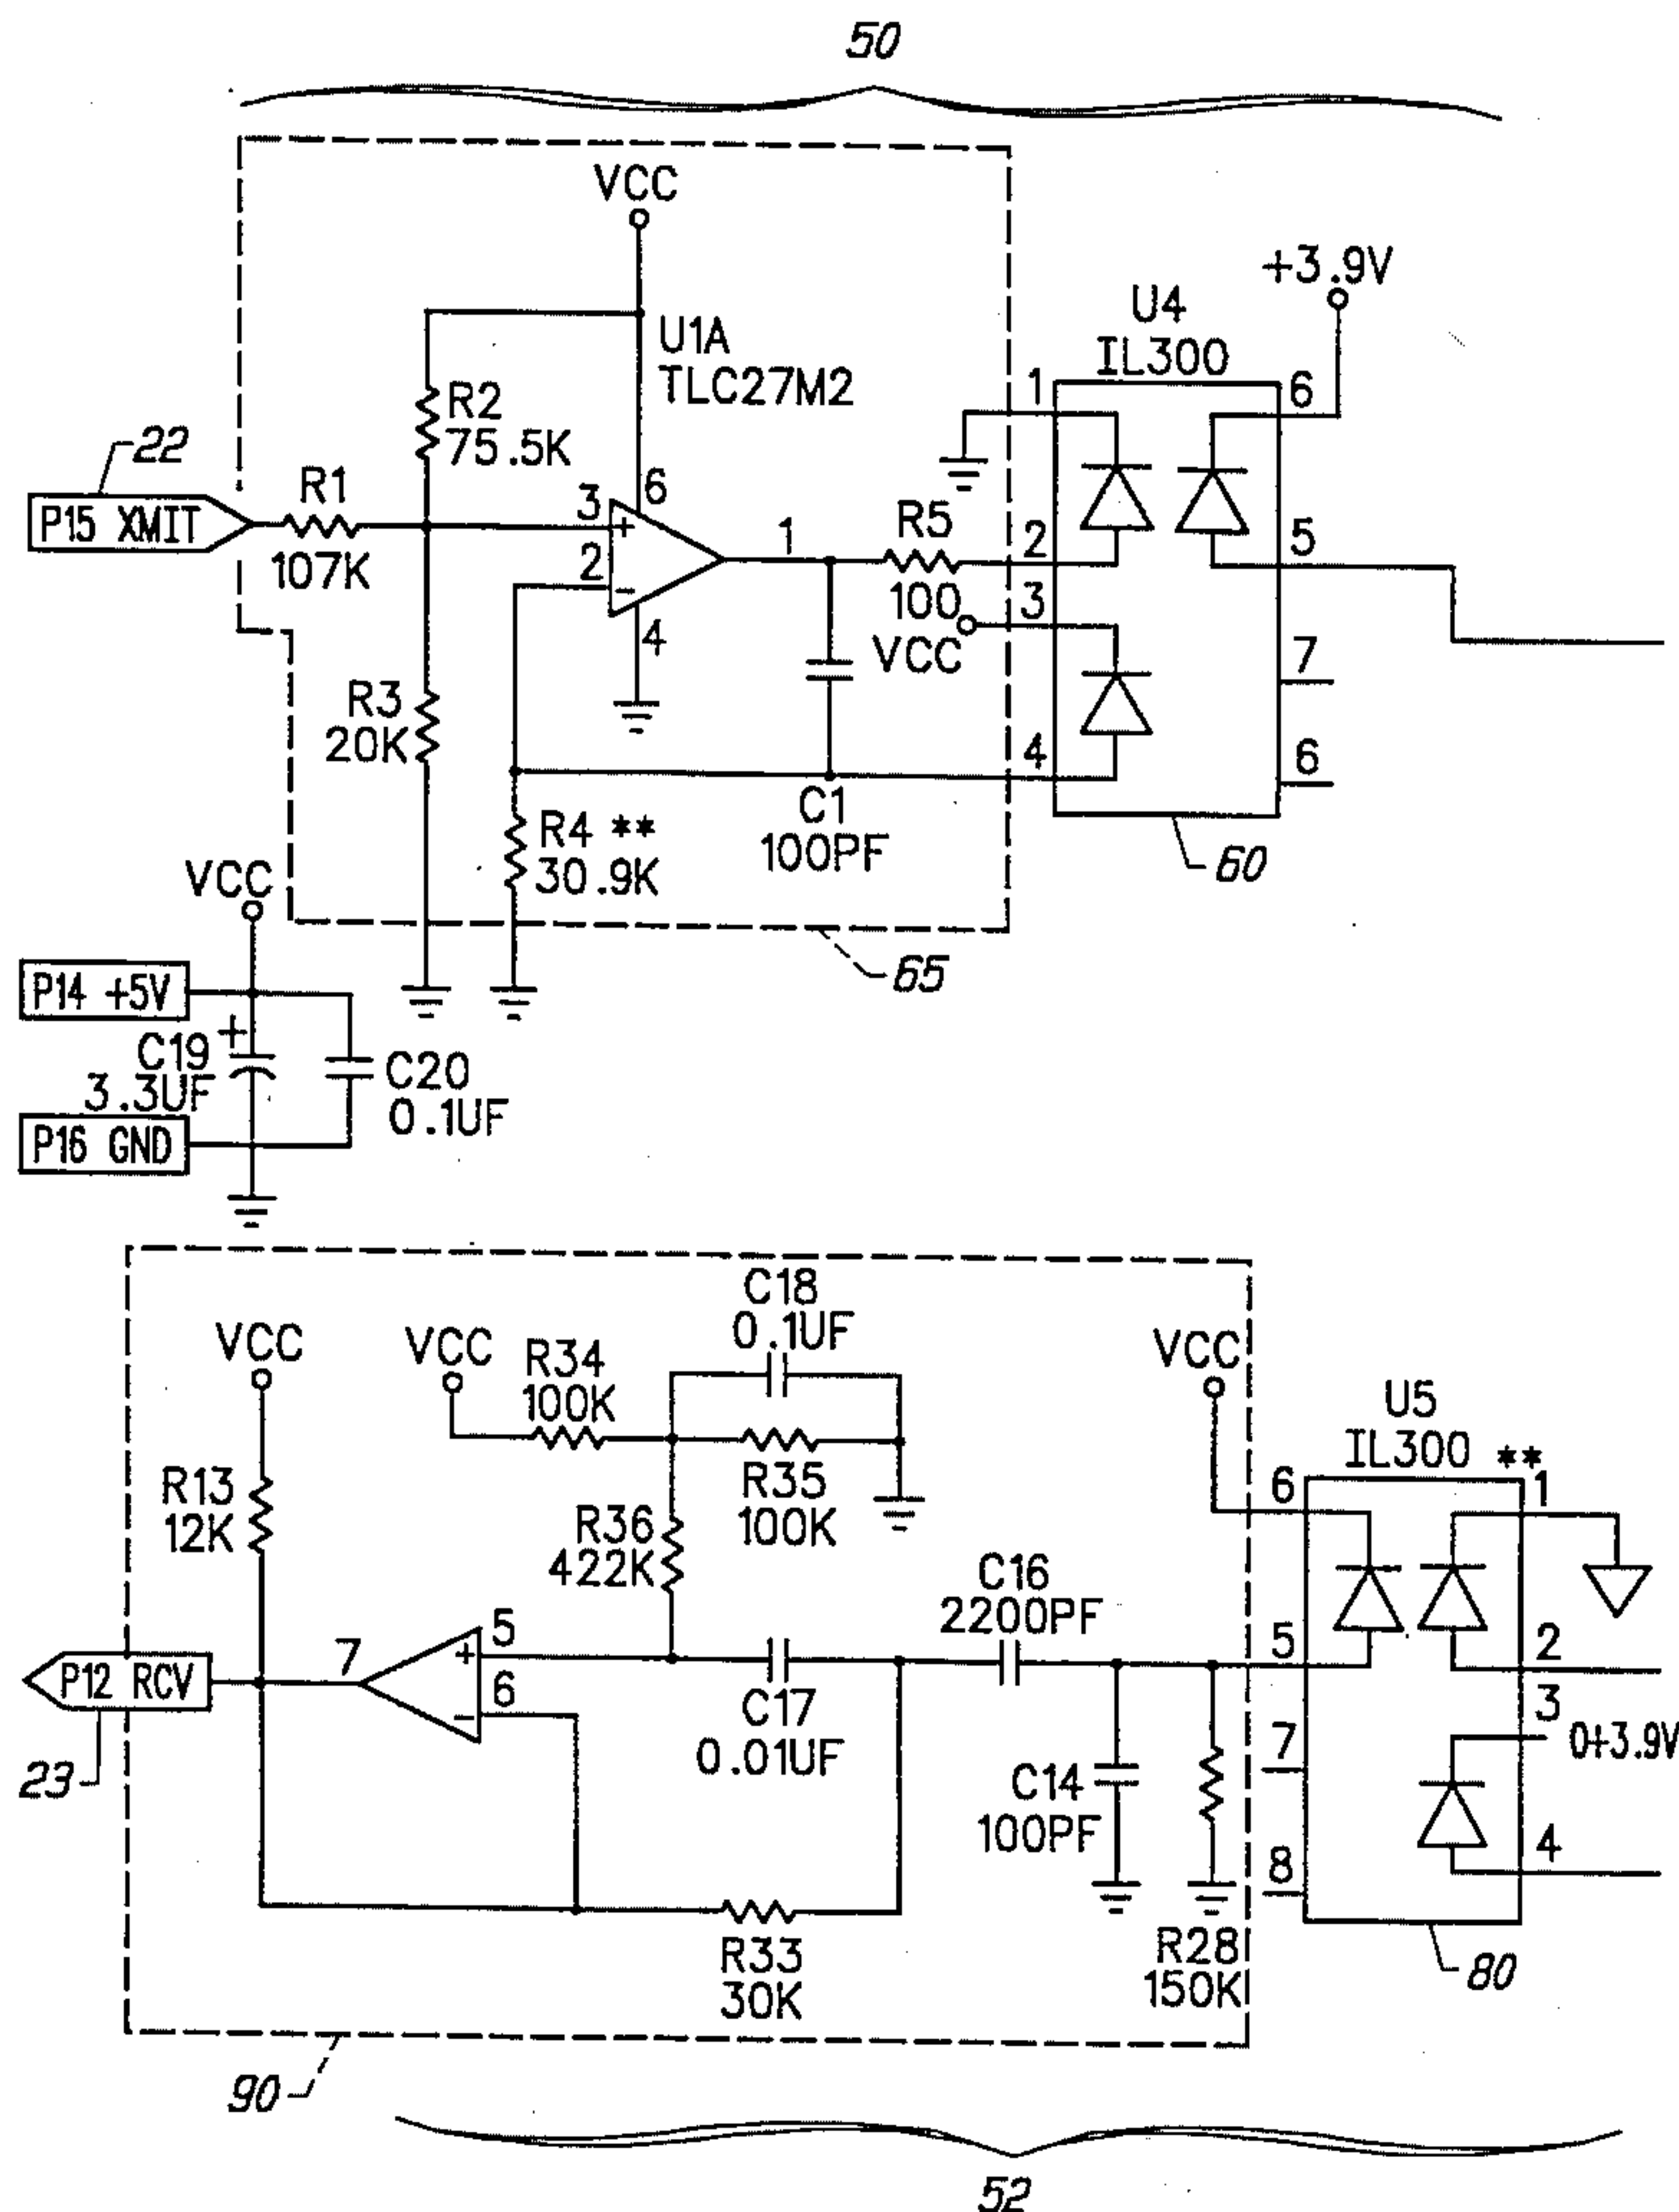 50
VCC
+3.9V
U4
IL300
U1A
TLC27M2
R2
75.5K
1
6
22
P15 XMIT
R1
107K
3
+
6
2
-
4
1
R5
100
2
5
3
VCC
7
R3
20K
4
6
C1
100PF
R4 **
30.9K
60
VCC
65
P14 +5V
+
C19
3.3UF
C20
0.1UF
P16 GND
C18
0.1UF
VCC
VCC
R34
100K
VCC
U5
IL300 **
R13
12K
R35
100K
6
1
R36
422K
C16
2200PF
P12 RCV
7
5
+
6
-
5
2
C17
0.01UF
3
0+3.9V
23
7
C14
100PF
4
8
R33
30K
R28
150K
80
90
52